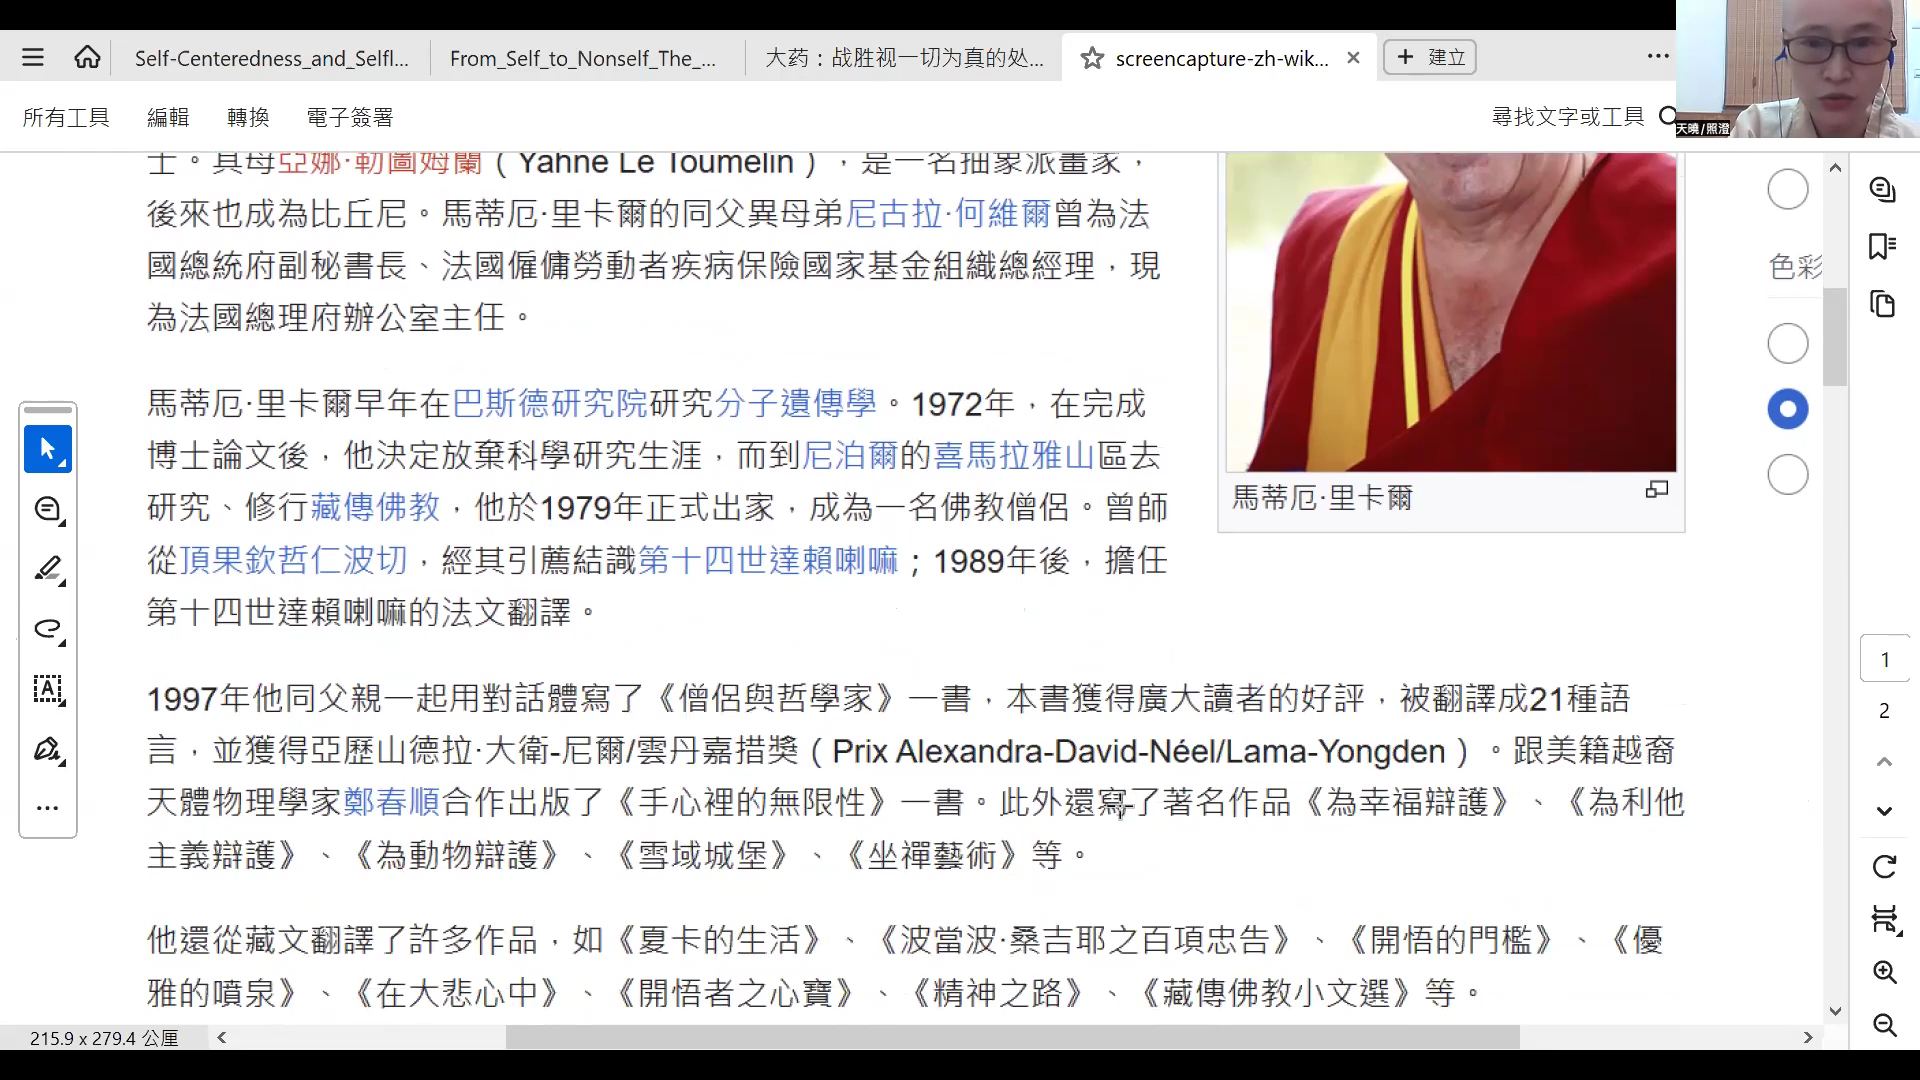 Self-Centeredness_and_Selfl...
From_Self_to_Nonself_The_...
大药：战胜视一切为真的处...
screencapture-zh-wik...
建立
所有工具
編輯
轉換
電子簽署
尋找文字或工具
天曉/照澄
士。其母亞娜·勒圖姆蘭（Yahne Le Toumelin），是一名抽象派畫家，
後來也成為比丘尼。馬蒂厄·里卡爾的同父異母弟尼古拉·何維爾曾為法
國總統府副秘書長、法國僱傭勞動者疾病保險國家基金組織總經理，現
為法國總理府辦公室主任。
馬蒂厄·里卡爾早年在巴斯德研究院研究分子遺傳學。1972年，在完成
博士論文後，他決定放棄科學研究生涯，而到尼泊爾的喜馬拉雅山區去
研究、修行藏傳佛教，他於1979年正式出家，成為一名佛教僧侶。曾師
從頂果欽哲仁波切，經其引薦結識第十四世達賴喇嘛；1989年後，擔任
第十四世達賴喇嘛的法文翻譯。
馬蒂厄·里卡爾
色彩
1997年他同父親一起用對話體寫了《僧侶與哲學家》一書，本書獲得廣大讀者的好評，被翻譯成21種語
言，並獲得亞歷山德拉·大衛-尼爾/雲丹嘉措獎（Prix Alexandra-David-Néel/Lama-Yongden）。跟美籍越裔
天體物理學家鄭春順合作出版了《手心裡的無限性》一書。此外還寫了著名作品《為幸福辯護》、《為利他
主義辯護》、《為動物辯護》、《雪域城堡》、《坐禪藝術》等。
他還從藏文翻譯了許多作品，如《夏卡的生活》、《波當波·桑吉耶之百項忠告》、《開悟的門檻》、《優
雅的噴泉》、《在大悲心中》、《開悟者之心寶》、《精神之路》、《藏傳佛教小文選》等。
1
2
215.9 x 279.4 公厘